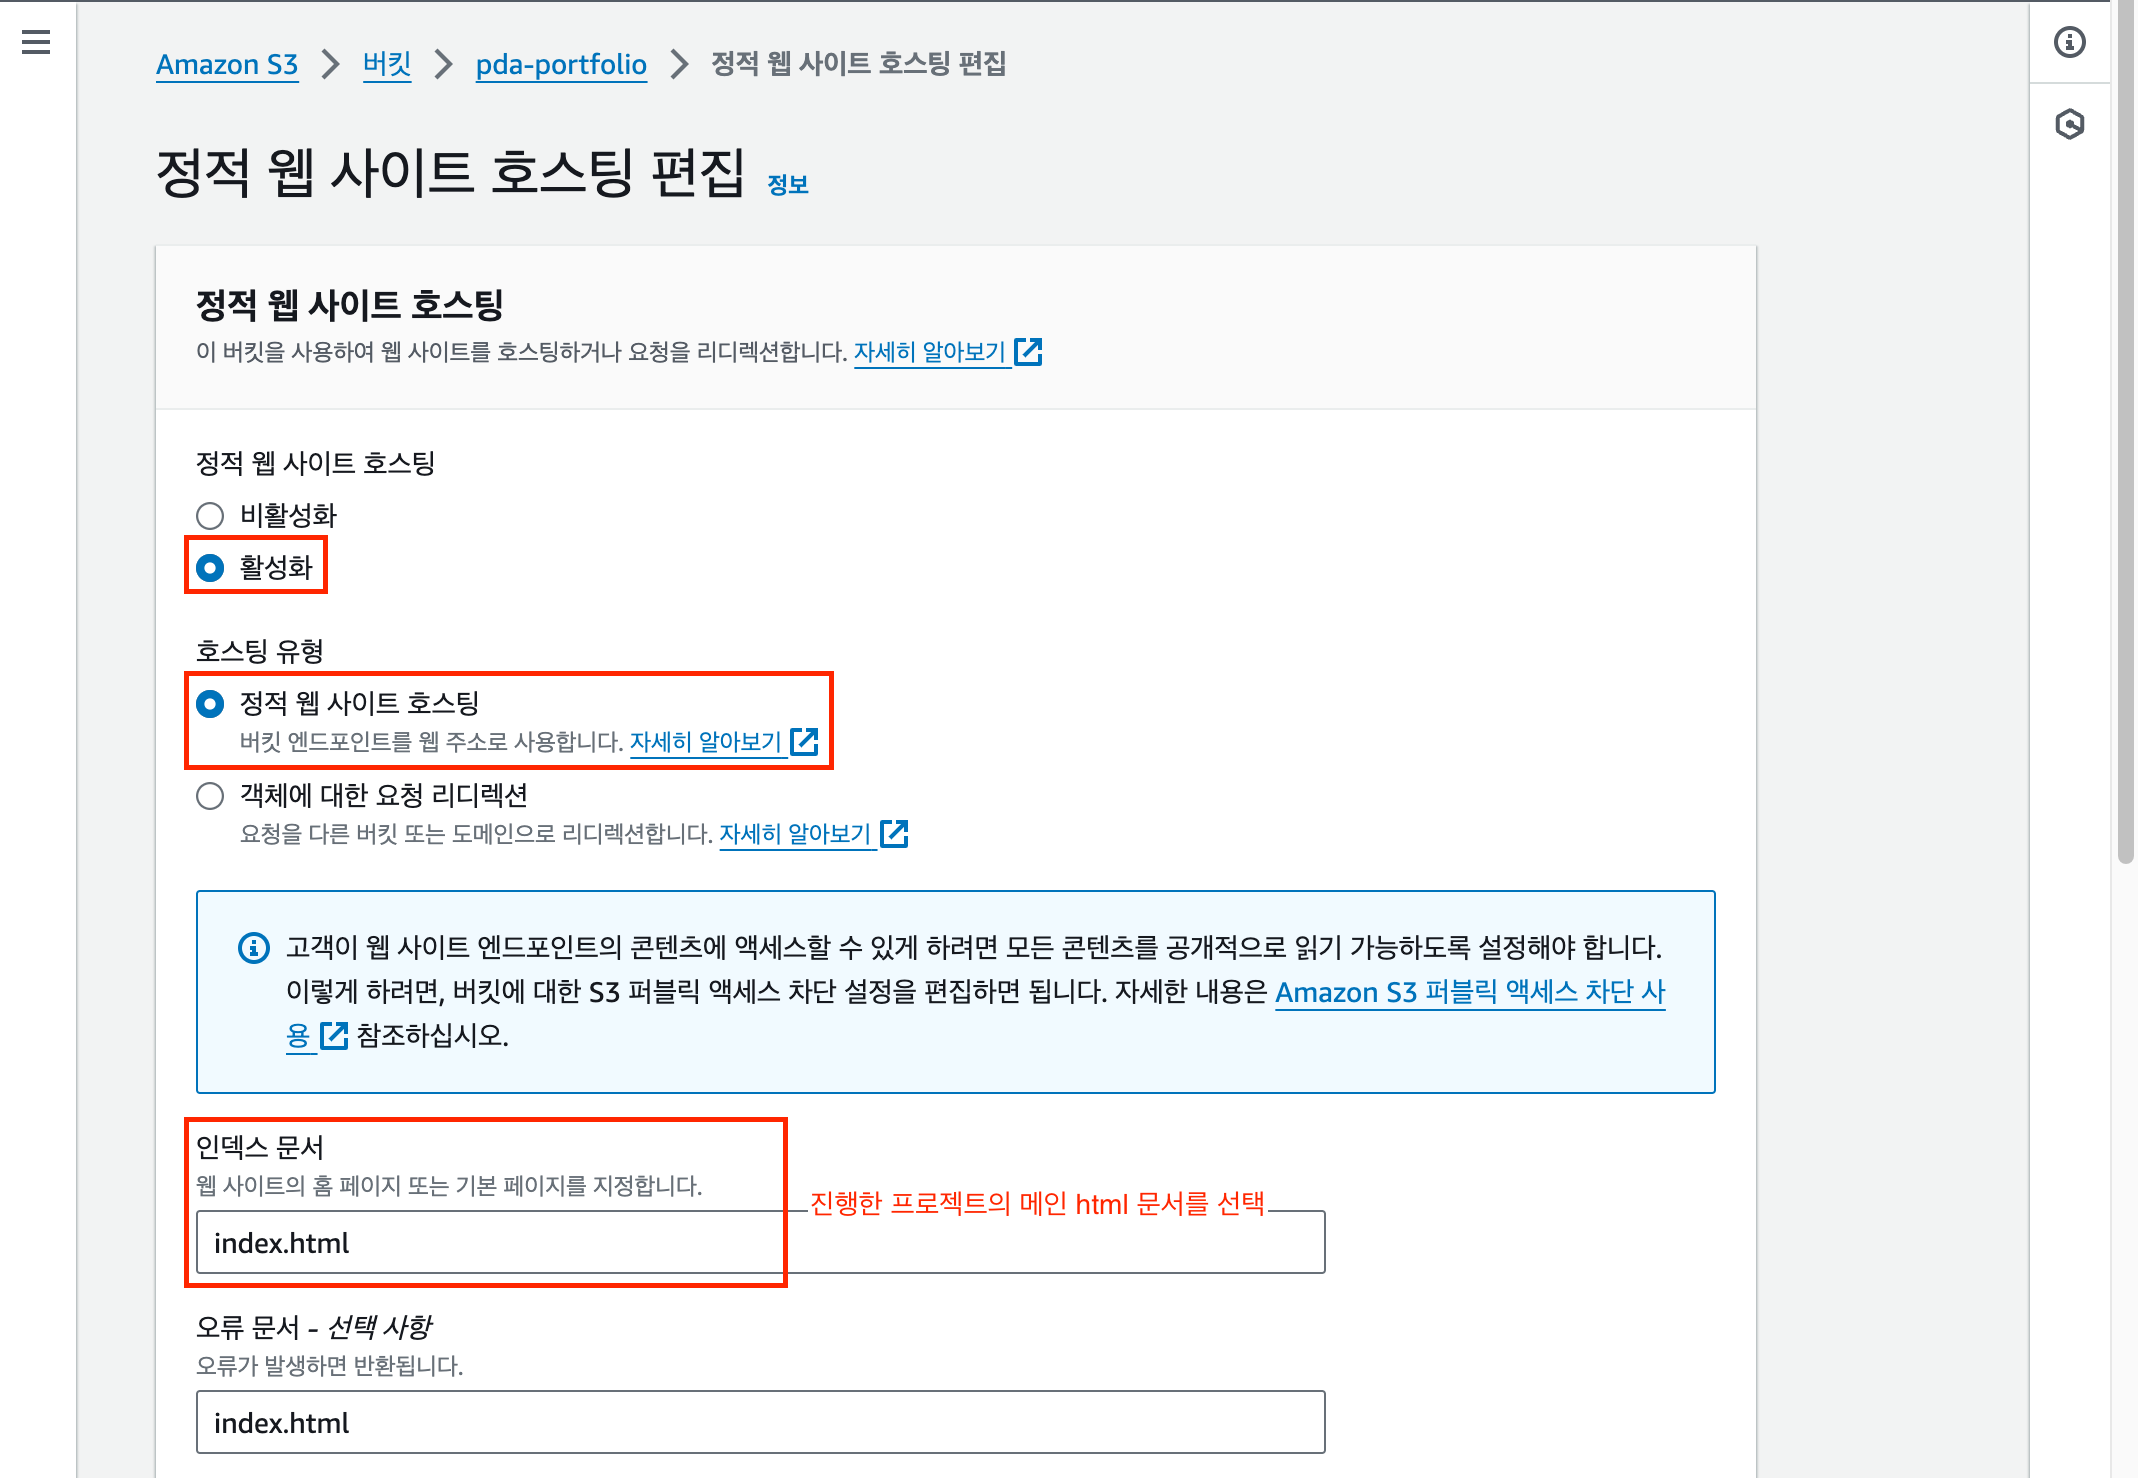 Amazon S3 > 버킷 > pda-portfolio > 정적 웹 사이트 호스팅 편집
정적 웹 사이트 호스팅 편집 정보
정적 웹 사이트 호스팅
이 버킷을 사용하여 웹 사이트를 호스팅하거나 요청을 리디렉션합니다. 자세히 알아보기
정적 웹 사이트 호스팅
비활성화
활성화
호스팅 유형
정적 웹 사이트 호스팅
버킷 엔드포인트를 웹 주소로 사용합니다. 자세히 알아보기
객체에 대한 요청 리디렉션
요청을 다른 버킷 또는 도메인으로 리디렉션합니다. 자세히 알아보기
고객이 웹 사이트 엔드포인트의 콘텐츠에 액세스할 수 있게 하려면 모든 콘텐츠를 공개적으로 읽기 가능하도록 설정해야 합니다.
이렇게 하려면, 버킷에 대한 S3 퍼블릭 액세스 차단 설정을 편집하면 됩니다. 자세한 내용은 Amazon S3 퍼블릭 액세스 차단 사
용 참조하십시오.
인덱스 문서
웹 사이트의 홈 페이지 또는 기본 페이지를 지정합니다.
진행한 프로젝트의 메인 html 문서를 선택
index.html
오류 문서 - 선택 사항
오류가 발생하면 반환됩니다.
index.html